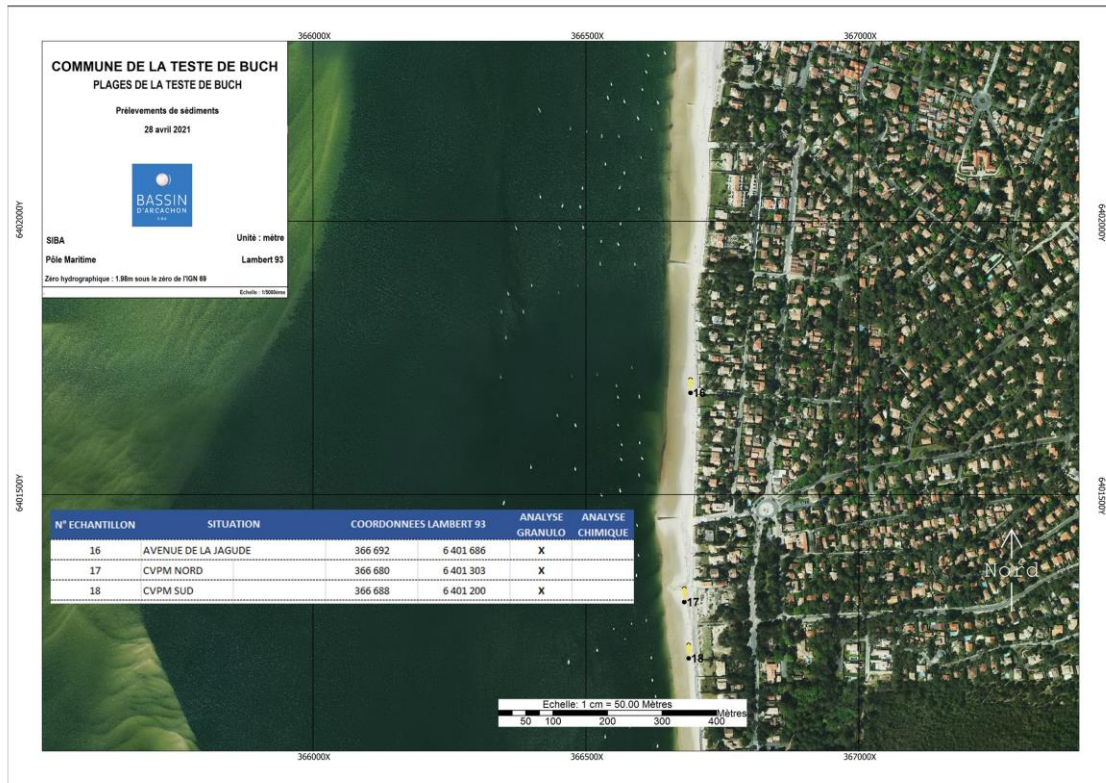 366000X 366500X 367000X
COMMUNE DE LA TESTE DE BUCH
PLAGES DE LA TESTE DE BUCH
Prélevements de sédiments
28 avril 2021
BASSIN
D'ARCACHON
SIBA
SIBA Unité : mètre
Pôle Maritime Lambert 93
Zéro hydrographique : 1.98m sous le zéro de l'IGN 69
Echelle : 1/5000ème
6402000Y 6402000Y
16
6401500Y 6401500Y
N° ECHANTILLON SITUATION COORDONNEES LAMBERT 93 ANALYSE GRANULO ANALYSE CHIMIQUE
16 AVENUE DE LA JAGUDE 366 692 6 401 686 X
17 CVPM NORD 366 680 6 401 303 X
18 CVPM SUD 366 688 6 401 200 X
Nord
17
18
Echelle: 1 cm = 50.00 Mètres
50 100 200 300 400 Mètres
366000X 366500X 367000X